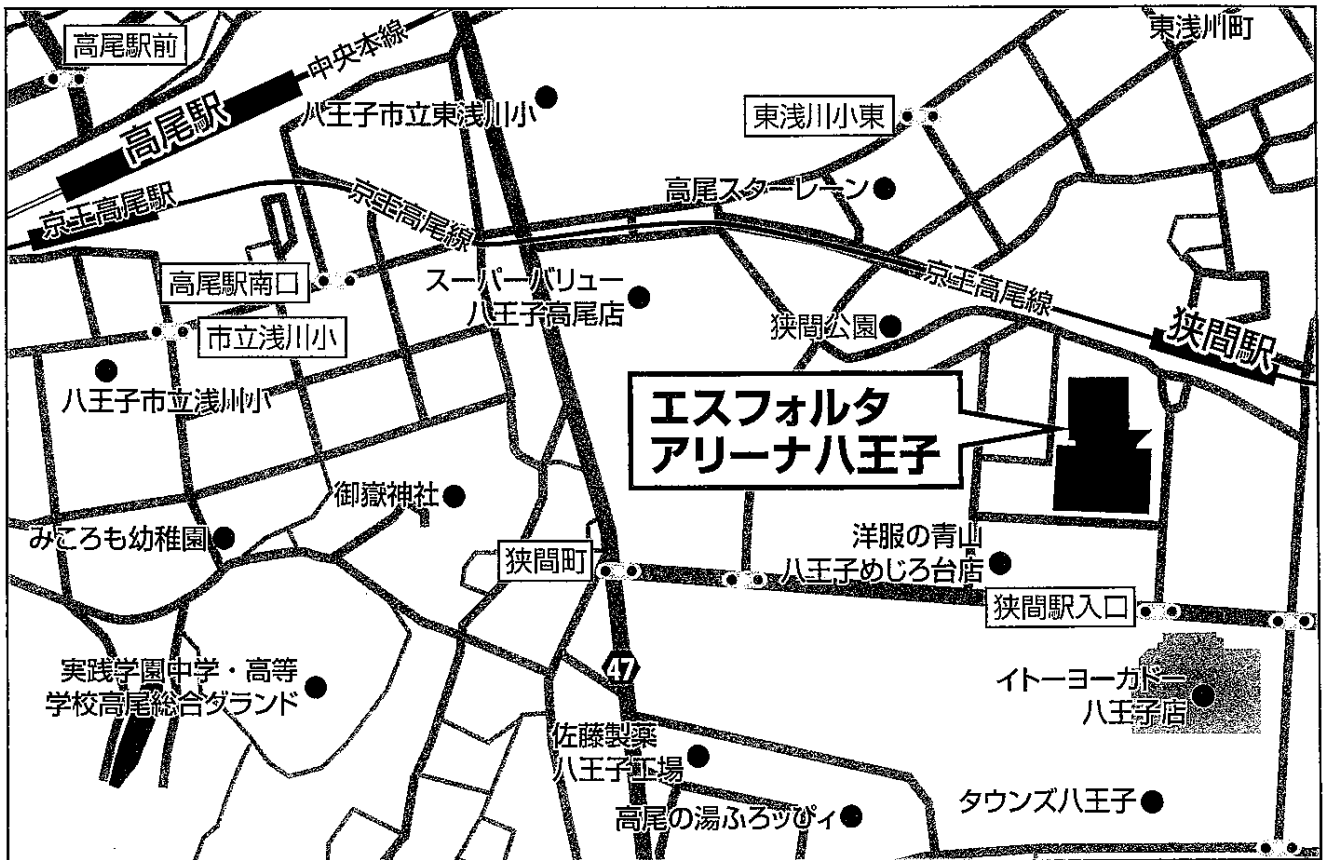 高尾駅前
中央本線
東浅川町
高尾駅
八王子市立東浅川小
東浅川小東
京王高尾駅
京王高尾線
高尾スターレーン
高尾駅南口
スーパーバリュー
八王子高尾店
京王高尾線
狭間公園
狭間駅
市立浅川小
八王子市立浅川小
エスフォルタ
アリーナ八王子
御嶽神社
みころも幼稚園
狭間町
洋服の青山
八王子めじろ台店
狭間駅入口
47
実践学園中学・高等
学校高尾総合グランド
イトーヨーカドー
八王子店
佐藤製薬
八王子工場
タウンズ八王子
高尾の湯ふろッぴィ